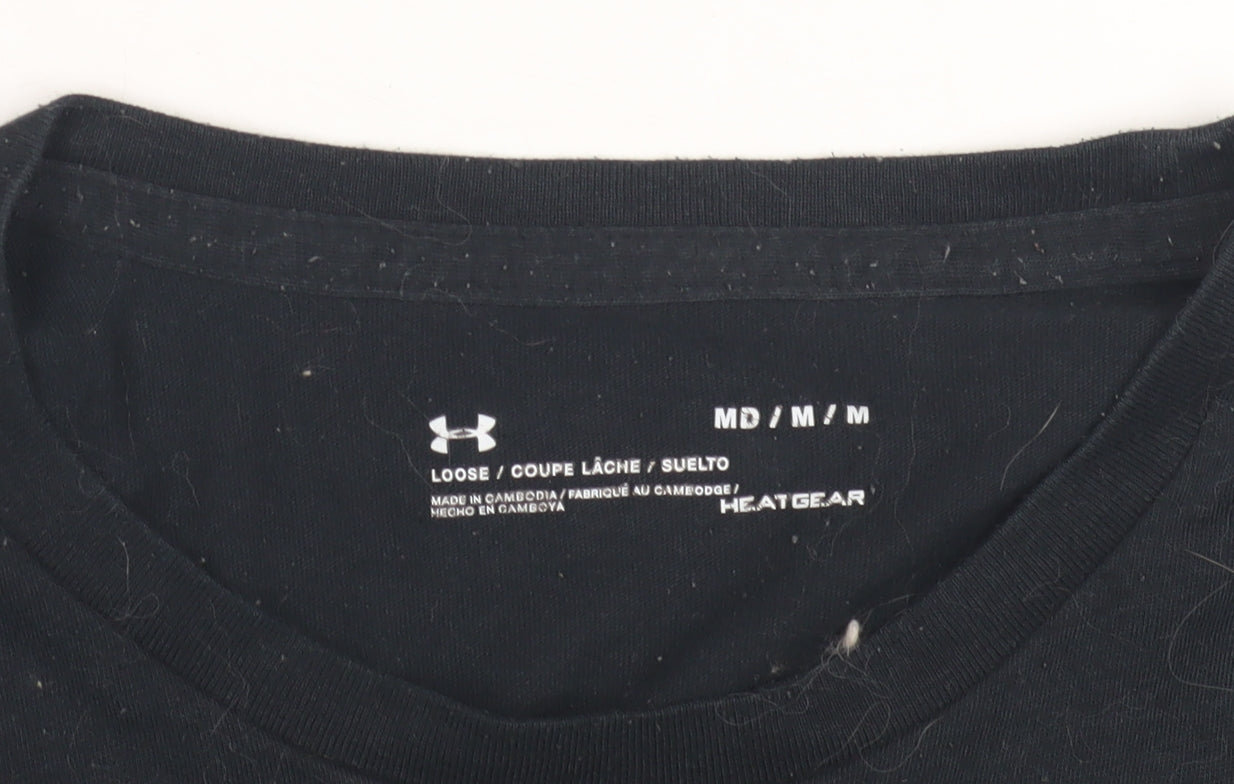 MD / M / M
LOOSE / COUPE LÂCHE / SUELTO
MADE IN CAMBODIA / FABRIQUÉ AU CAMBODGE /
HECHO EN CAMBOYA
HEATGEAR